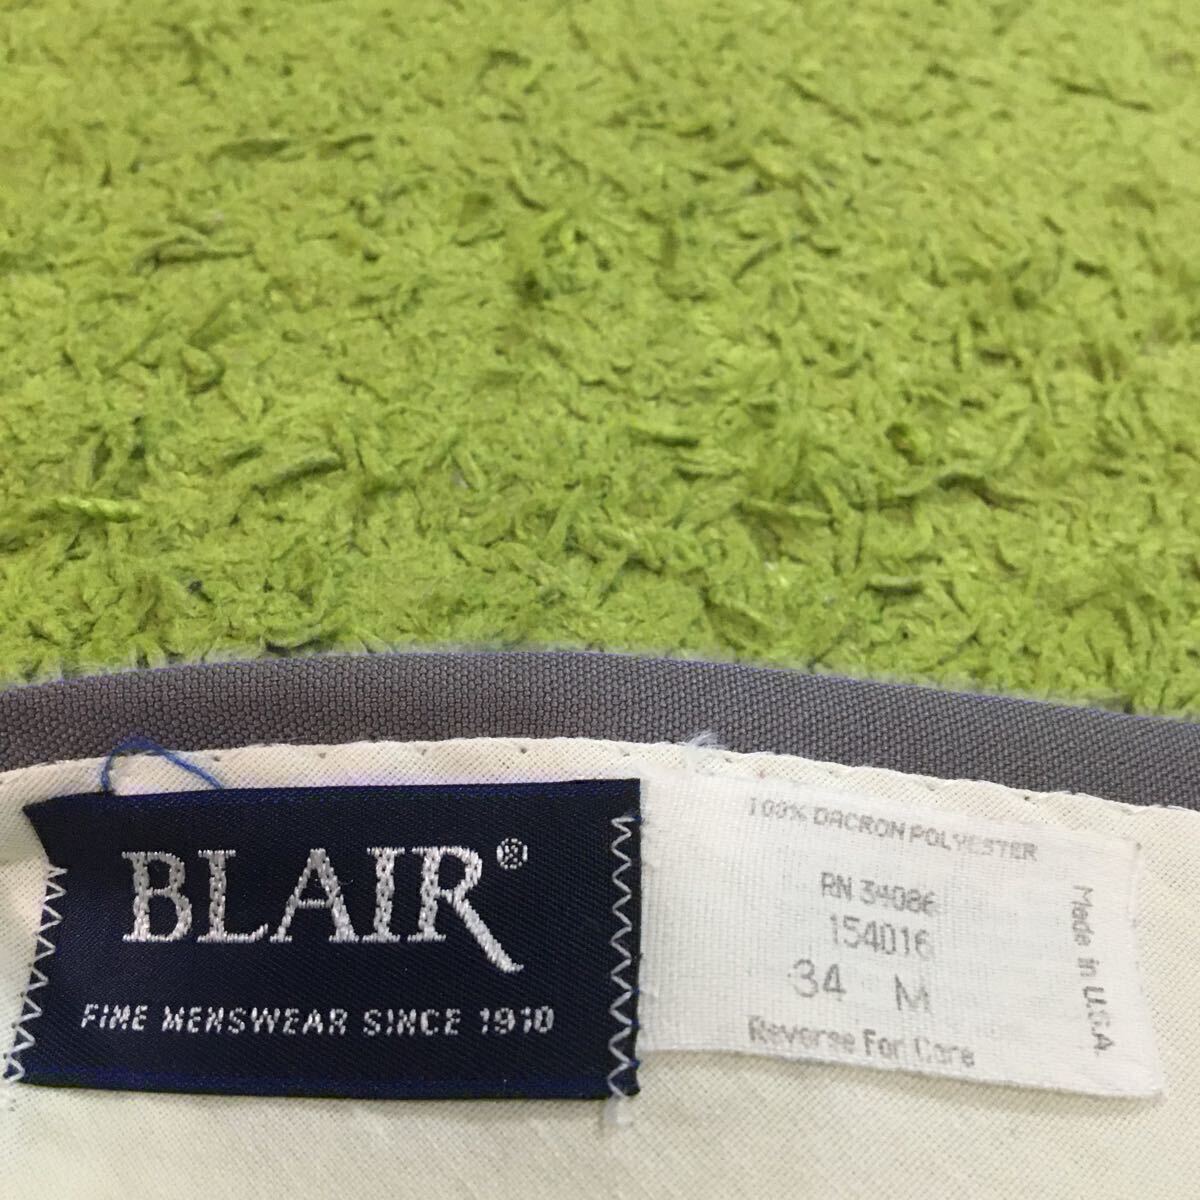 BLAIR®
FINE MENSWEAR SINCE 1910
100% DACRON POLYESTER
RN 34086
154016
34 M
Reverse For Care
Made in U.S.A.